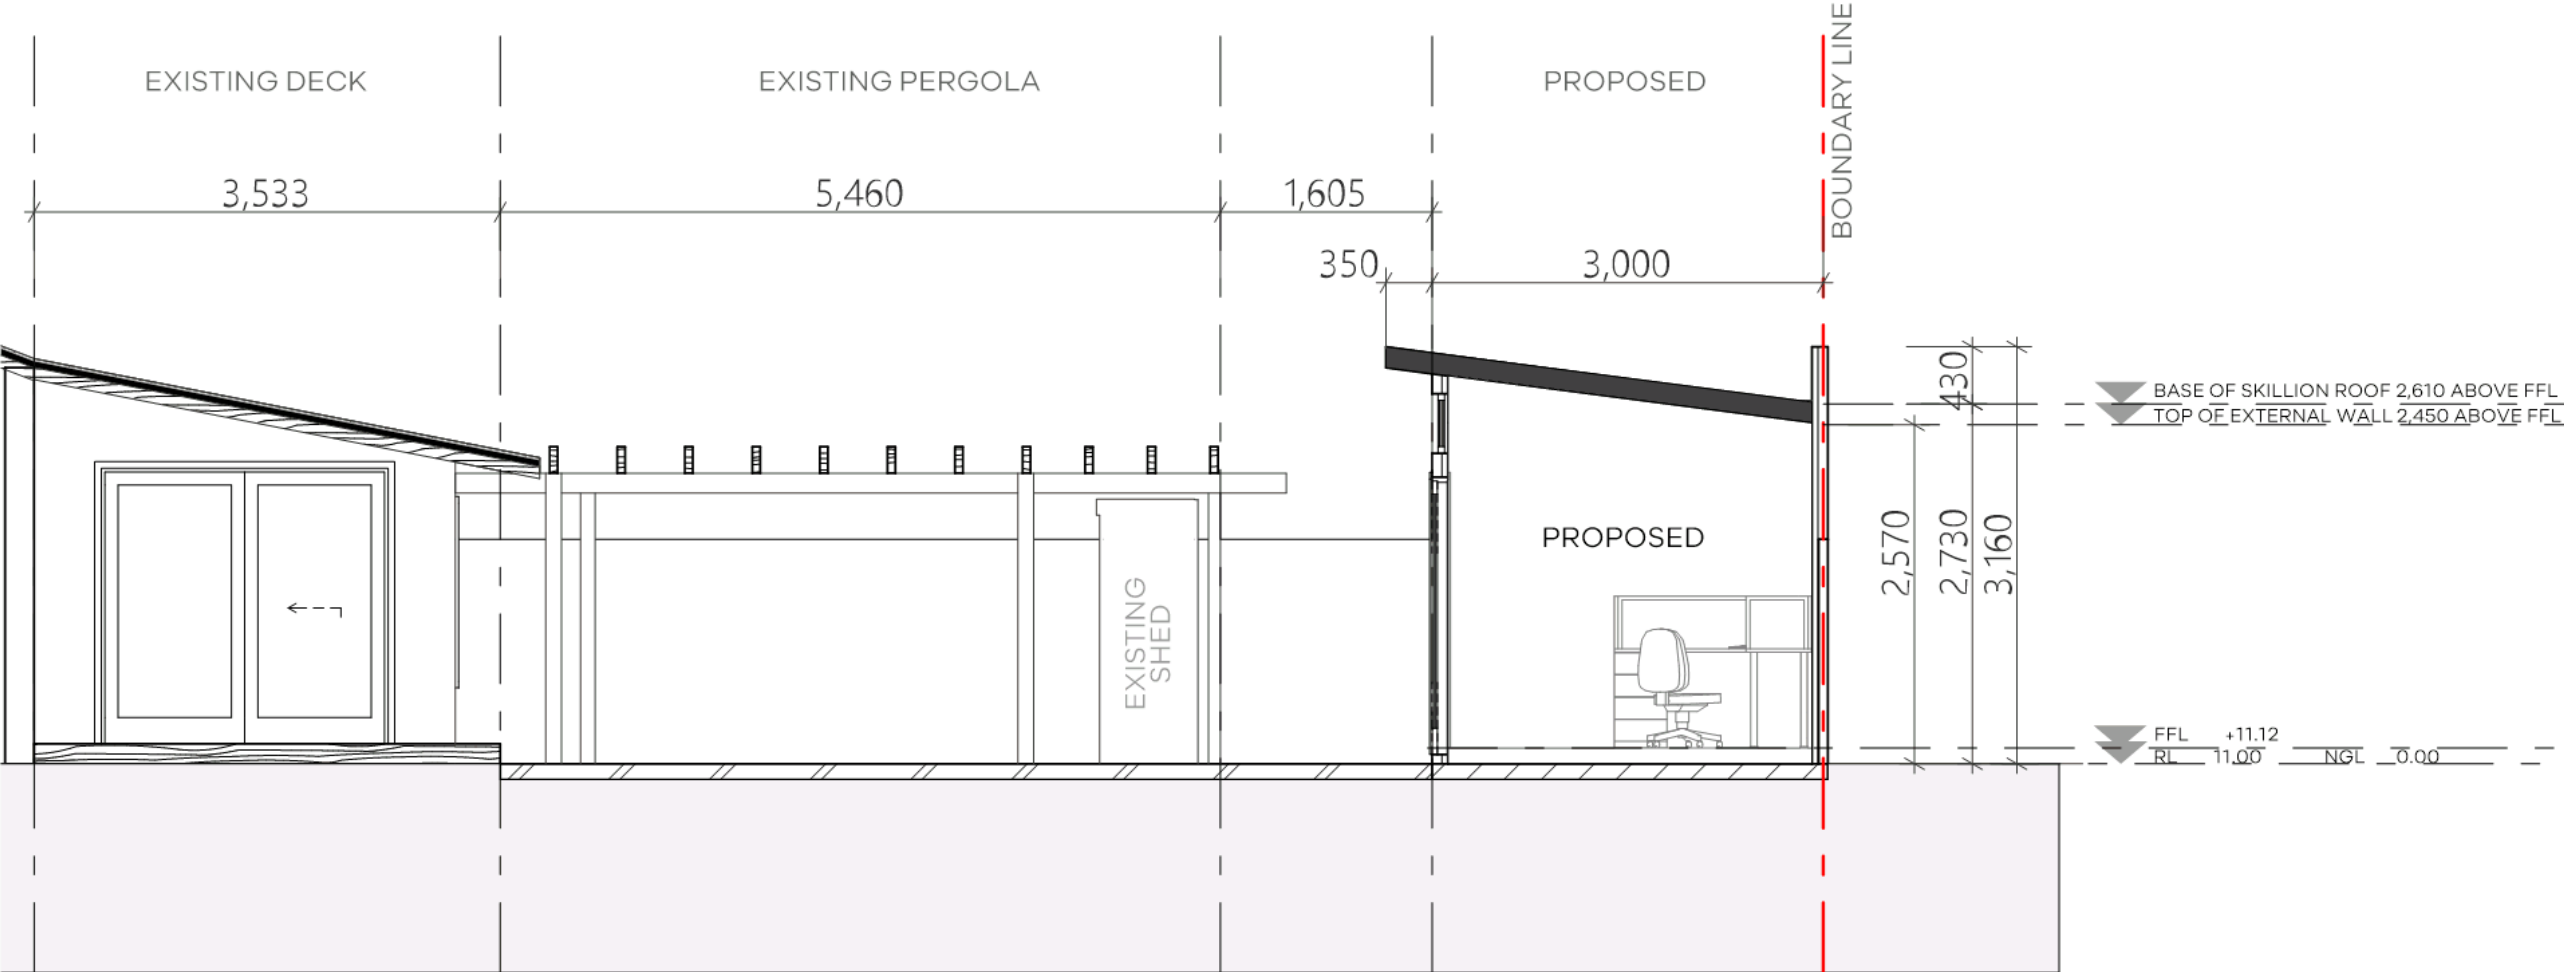 EXISTING DECK
EXISTING PERGOLA
PROPOSED
BOUNDARY LINE
3,533
5,460
1,605
350
3,000
430
BASE OF SKILLION ROOF 2,610 ABOVE FFL
TOP OF EXTERNAL WALL 2,450 ABOVE FFL
PROPOSED
2,570
2,730
3,160
EXISTING
SHED
FFL +11.12
RL 11.00 NGL 0.00